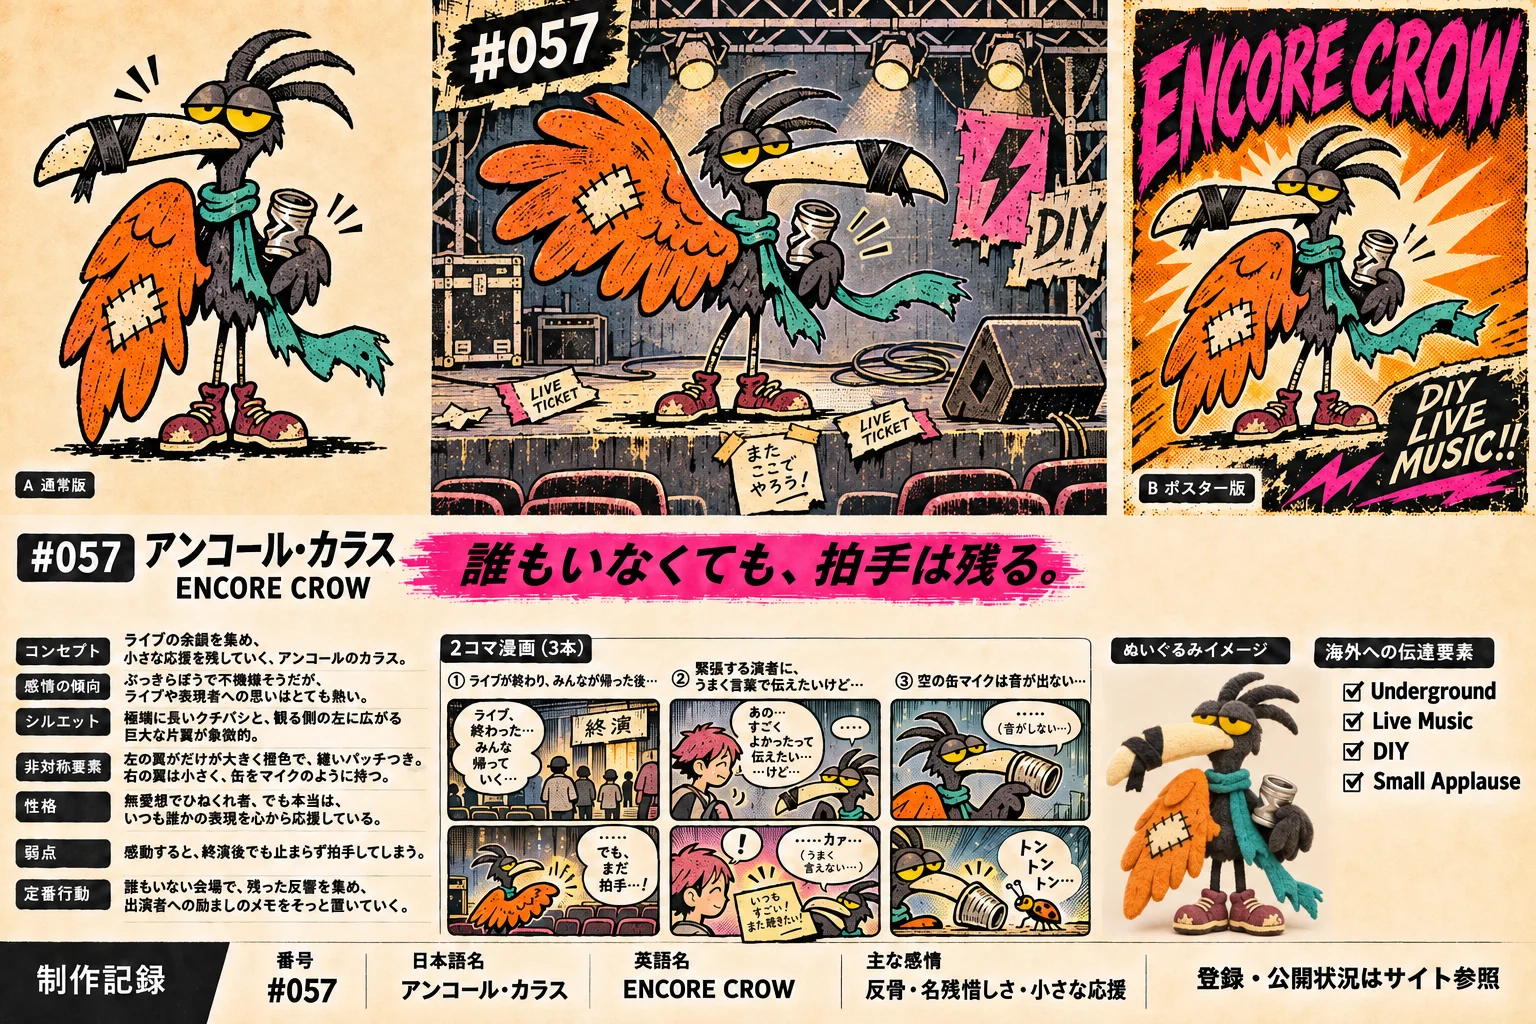 #057
ENCORE CROW
DIY
LIVE
TICKET
LIVE
TICKET
また
ここで
やろう!
DIY
LIVE
MUSIC!!
A 通常版
B ポスター版
#057
アンコール・カラス
ENCORE CROW
誰もいなくても、拍手は残る。
コンセプト
ライブの余韻を集め、
小さな応援を残していく、アンコールのカラス。
感情の傾向
ぶっきらぼうで不機嫌そうだが、
ライブや表現者への思いはとても熱い。
シルエット
極端に長いクチバシと、観る側の左に広がる
巨大な片翼が象徴的。
非対称要素
左の翼がだけが大きく橙色で、縫いパッチつき。
右の翼は小さく、缶をマイクのように持つ。
性格
無愛想でひねくれ者、でも本当は、
いつも誰かの表現を心から応援している。
弱点
感動すると、終演後でも止まらず拍手してしまう。
定番行動
誰もいない会場で、残った反響を集め、
出演者への励ましのメモをそっと置いていく。
2コマ漫画(3本)
① ライブが終わり、みんなが帰った後…
ライブ、
終わった…
みんな
帰って
いく…
終演
……
でも、
まだ
拍手…!
② 緊張する演者に、
うまく言葉で伝えたいけど…
あの…
すごく
よかったって
伝えたい…
…けど…
….
!
……カァ…
(うまく
言えない…)
いつも
すごい!
また聴きたい!
③ 空の缶マイクは音が出ない…
……
(音がしない…)
トン
トン
トン…
ぬいぐるみイメージ
海外への伝達要素
Underground
Live Music
DIY
Small Applause
制作記録
番号
#057
日本語名
アンコール・カラス
英語名
ENCORE CROW
主な感情
反骨・名残惜しさ・小さな応援
登録・公開状況はサイト参照